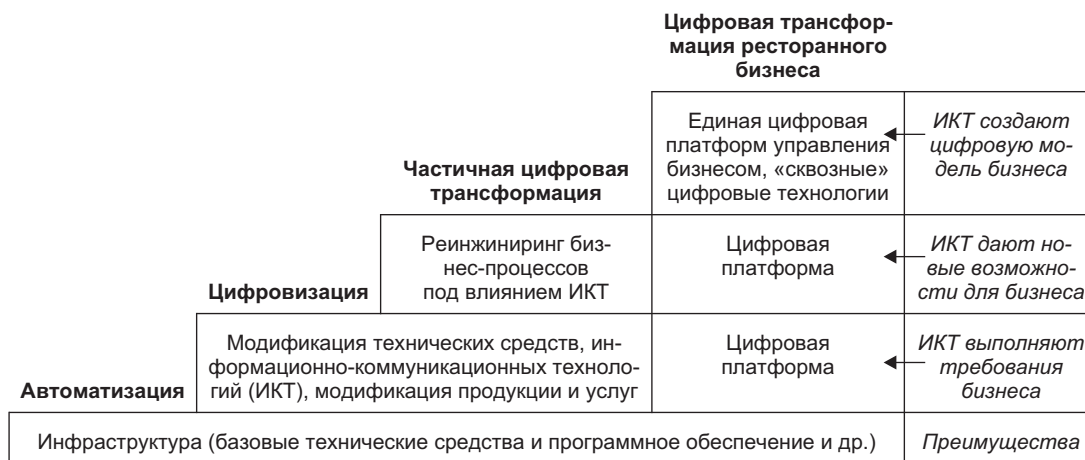 Цифровая трансфор-
мация ресторанного
бизнеса
Единая цифровая
платформ управления
бизнесом, «сквозные»
цифровые технологии
ИКТ создают
цифровую мо-
дель бизнеса
Частичная цифровая
трансформация
Реинжиниринг биз-
нес-процессов
под влиянием ИКТ
Цифровая
платформа
ИКТ дают но-
вые возможно-
сти для бизнеса
Цифровизация
Модификация технических средств, ин-
формационно-коммуникационных техноло-
гий (ИКТ), модификация продукции и услуг
Цифровая
платформа
ИКТ выполняют
требования
бизнеса
Автоматизация
Инфраструктура (базовые технические средства и программное обеспечение и др.)
Преимущества